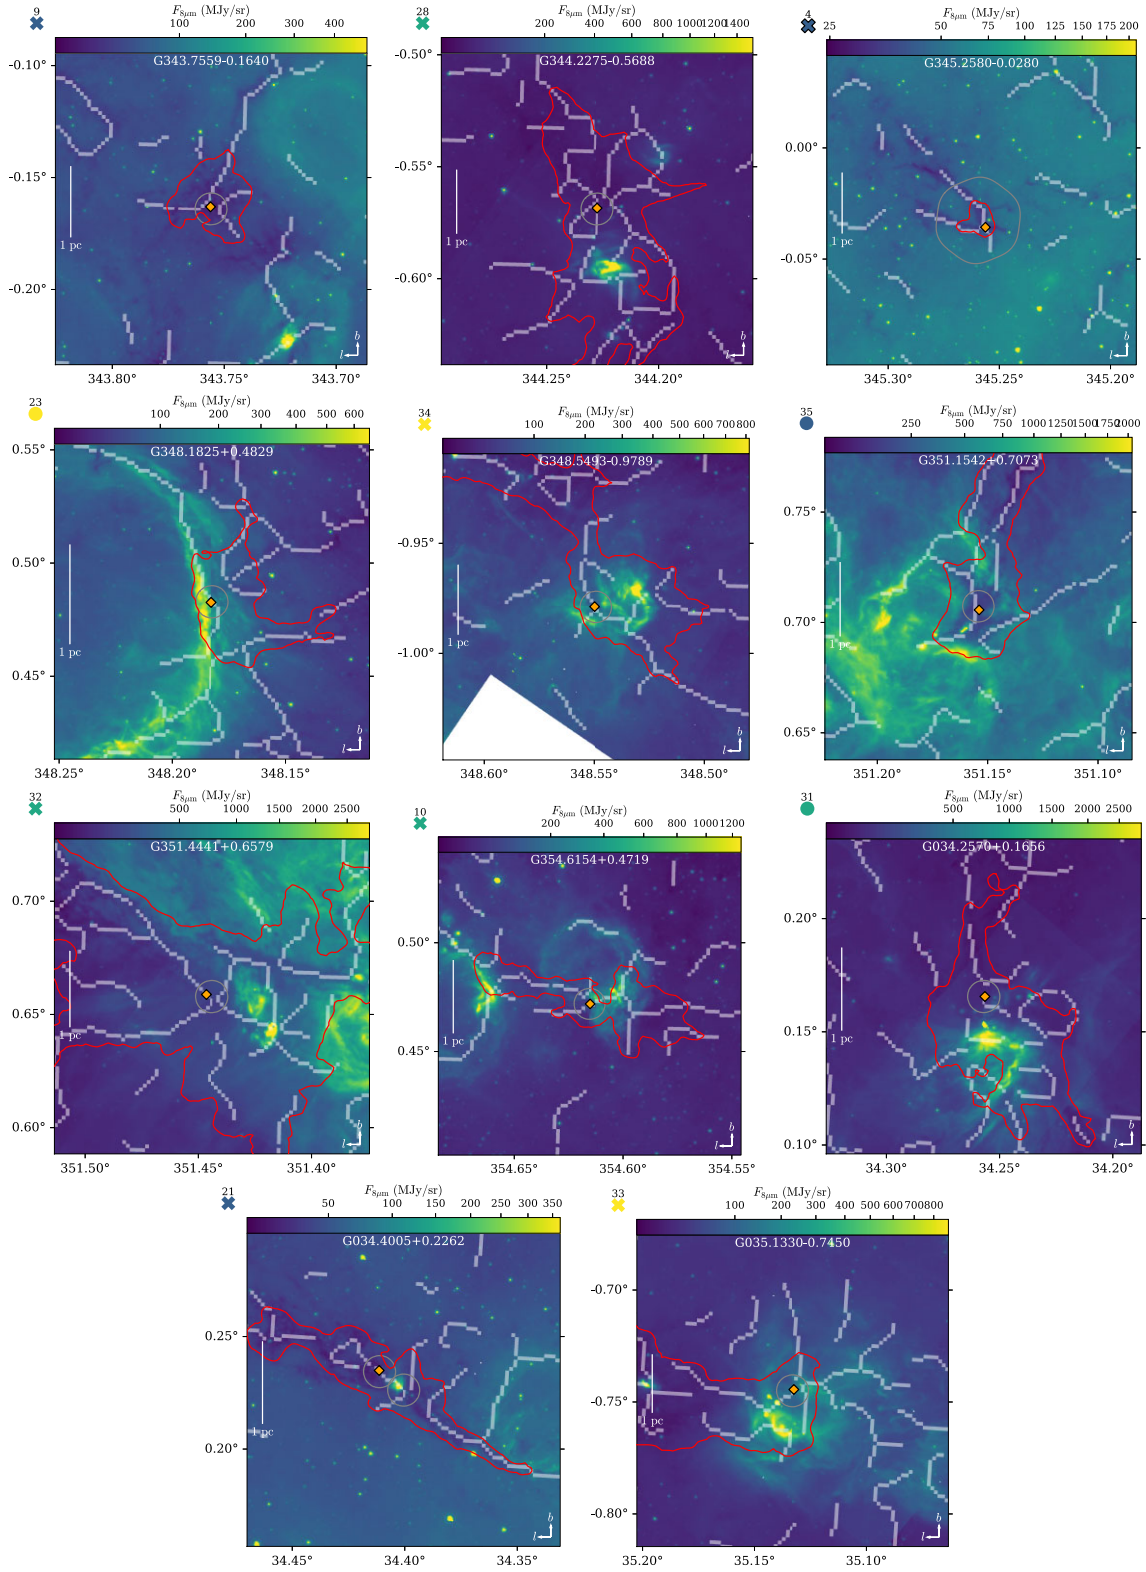 9
F8μm (MJy/sr)
100 200 300 400
G343.7559-0.1640
-0.10°
-0.15°
-0.20°
1 pc
b
l
343.80° 343.75° 343.70°
28
F8μm (MJy/sr)
200 400 600 800 1000 1200 1400
G344.2275-0.5688
-0.50°
-0.55°
-0.60°
1 pc
b
l
344.25° 344.20°
4
F8μm (MJy/sr)
25 50 75 100 125 150 175 200
G345.2580-0.0280
0.00°
-0.05°
1 pc
b
l
345.30° 345.25° 345.20°
23
F8μm (MJy/sr)
100 200 300 400 500 600
G348.1825+0.4829
0.55°
0.50°
0.45°
1 pc
b
l
348.25° 348.20° 348.15°
34
F8μm (MJy/sr)
100 200 300 400 500 600 700 800
G348.5493-0.9789
-0.95°
-1.00°
1 pc
b
l
348.60° 348.55° 348.50°
35
F8μm (MJy/sr)
250 500 750 1000 1250 1500 1750 2000
G351.1542+0.7073
0.75°
0.70°
0.65°
1 pc
b
l
351.20° 351.15° 351.10°
32
F8μm (MJy/sr)
500 1000 1500 2000 2500
G351.4441+0.6579
0.70°
0.65°
0.60°
1 pc
b
l
351.50° 351.45° 351.40°
10
F8μm (MJy/sr)
200 400 600 800 1000 1200
G354.6154+0.4719
0.50°
0.45°
1 pc
b
l
354.65° 354.60° 354.55°
31
F8μm (MJy/sr)
500 1000 1500 2000 2500
G034.2570+0.1656
0.20°
0.15°
0.10°
1 pc
b
l
34.30° 34.25° 34.20°
21
F8μm (MJy/sr)
50 100 150 200 250 300 350
G034.4005+0.2262
0.25°
0.20°
1 pc
b
l
34.45° 34.40° 34.35°
33
F8μm (MJy/sr)
100 200 300 400 500 600 700 800
G035.1330-0.7450
-0.70°
-0.75°
-0.80°
1 pc
b
l
35.20° 35.15° 35.10°